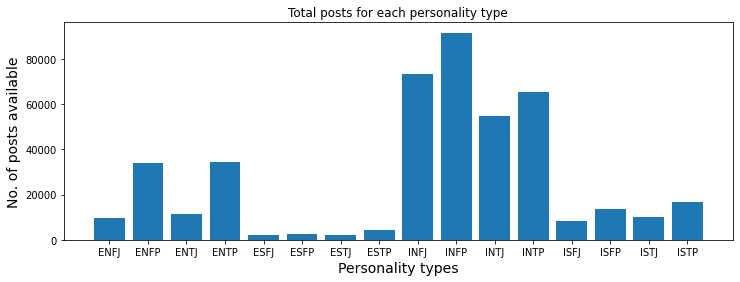 Total posts for each personality type
No. of posts available
80000
60000
40000
20000
0
ENFJ ENFP ENTJ ENTP ESFJ ESFP ESTJ ESTP INFJ INFP INTJ INTP ISFJ ISFP ISTJ ISTP
Personality types